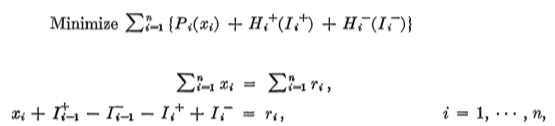 Minimize ∑ⁿᵢ₌₁ {Pᵢ(xᵢ) + Hᵢ⁺(Iᵢ⁺) + Hᵢ⁻(Iᵢ⁻)}
∑ⁿᵢ₌₁ xᵢ = ∑ⁿᵢ₌₁ rᵢ,
xᵢ + I⁺ᵢ₋₁ − I⁻ᵢ₋₁ − Iᵢ⁺ + Iᵢ⁻ = rᵢ, i = 1, ⋯, n,